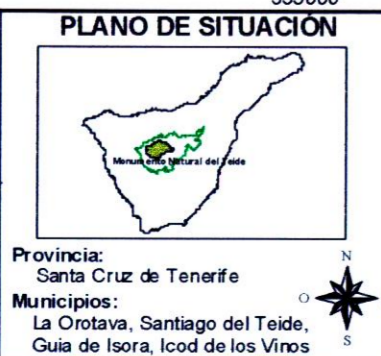 PLANO DE SITUACIÓN
Monumento Natural del Teide
Provincia:
Santa Cruz de Tenerife
Municipios:
La Orotava, Santiago del Teide,
Guia de Isora, Icod de los Vinos
N
O
S